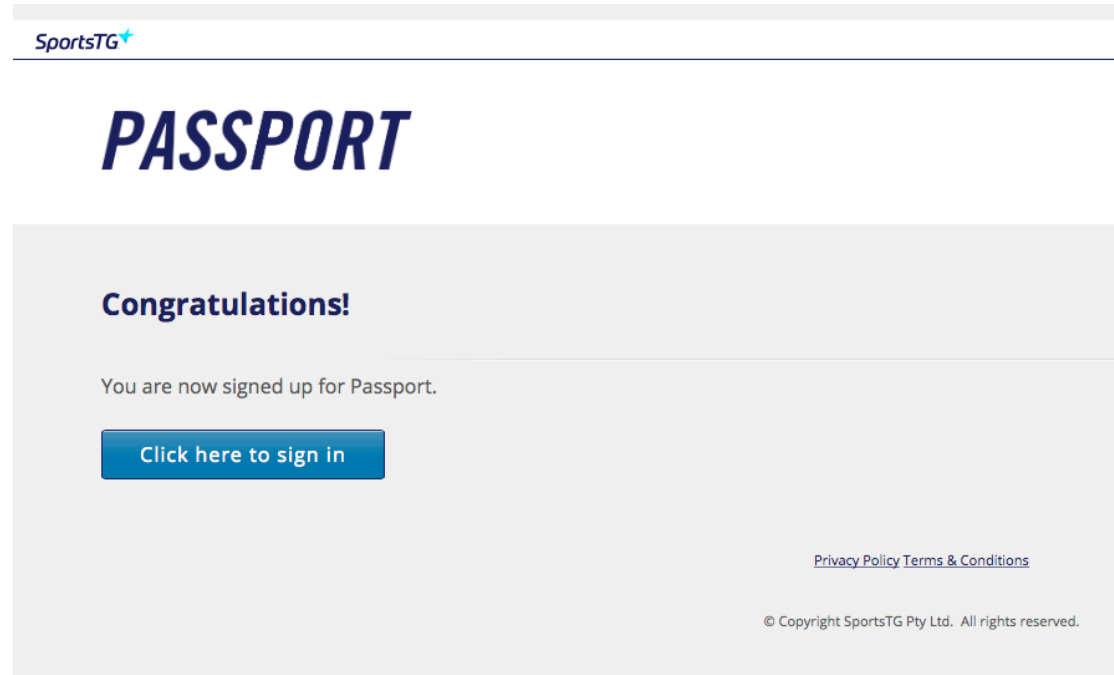 SportsTG
PASSPORT
Congratulations!
You are now signed up for Passport.
Click here to sign in
Privacy Policy Terms & Conditions
© Copyright SportsTG Pty Ltd. All rights reserved.